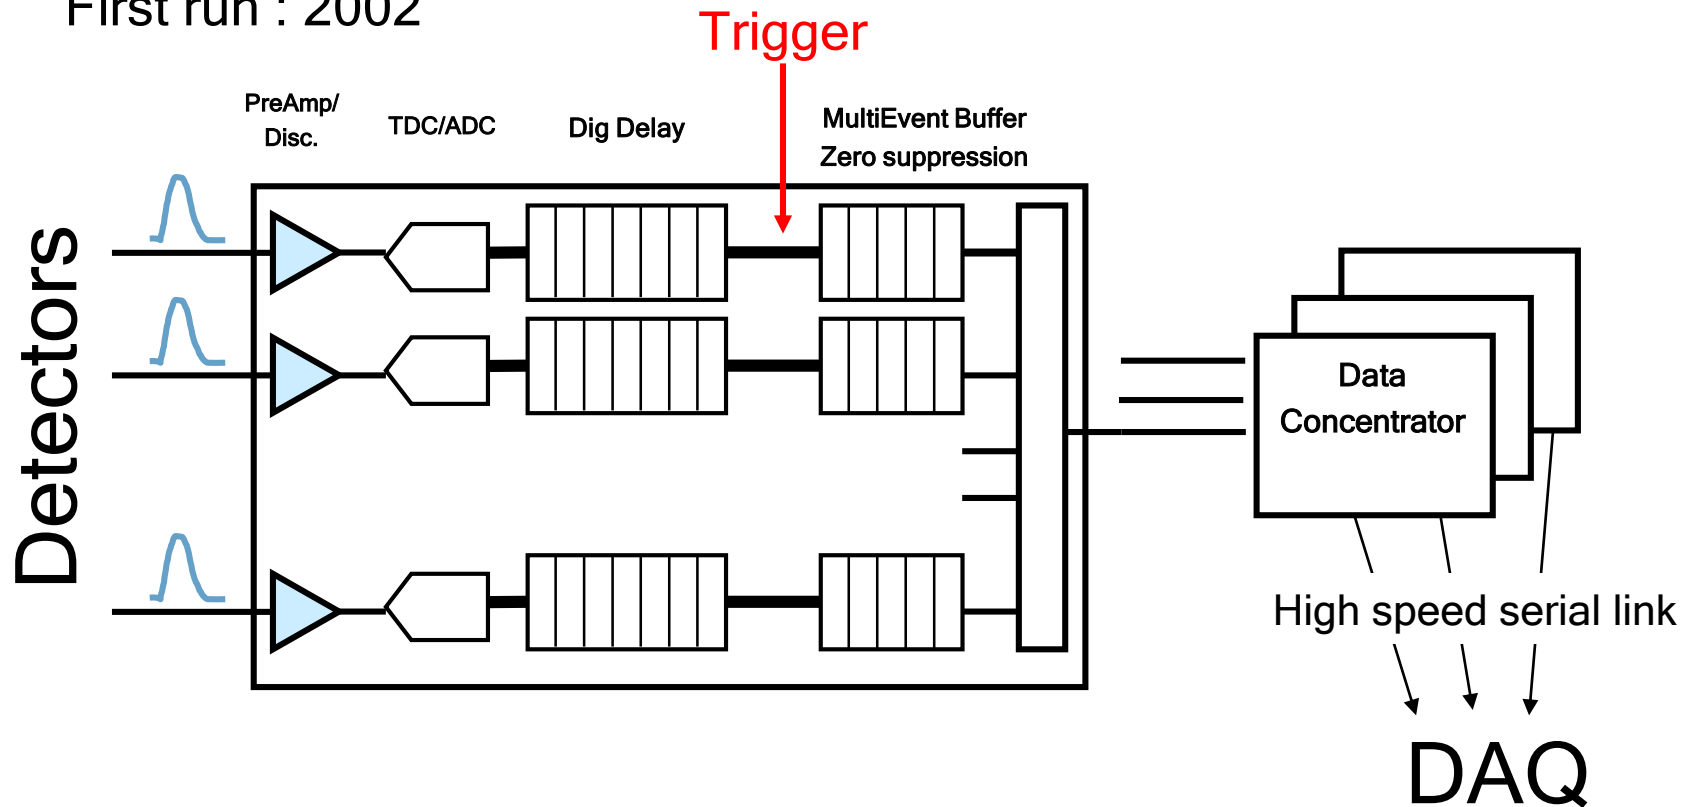 First run : 2002
Trigger
PreAmp/
Disc.
TDC/ADC
Dig Delay
MultiEvent Buffer
Zero suppression
Detectors
Data
Concentrator
High speed serial link
DAQ